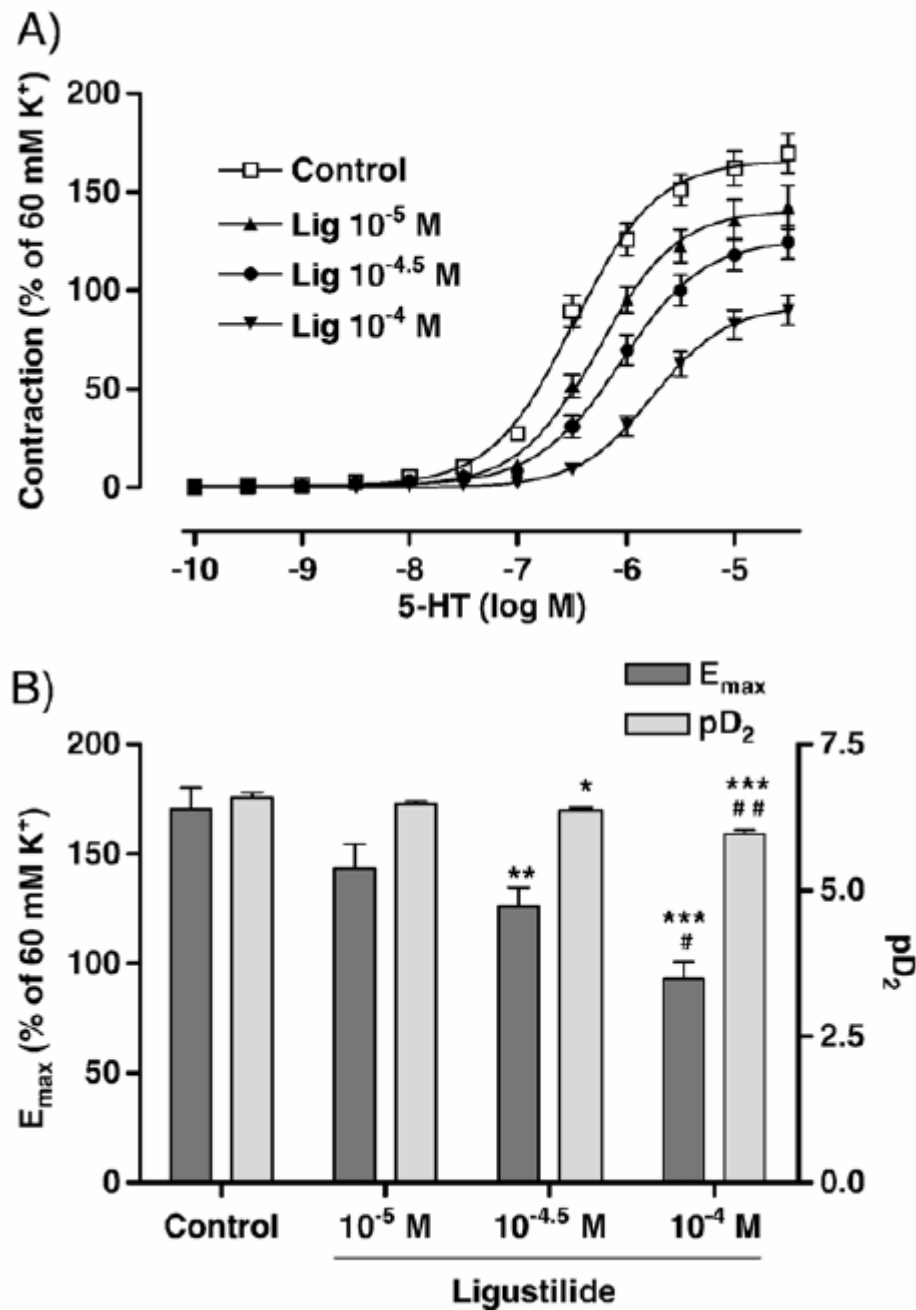 A)
Contraction (% of 60 mM K⁺)
200
150
100
50
0
Control
Lig 10⁻⁵ M
Lig 10⁻⁴·⁵ M
Lig 10⁻⁴ M
-10 -9 -8 -7 -6 -5
5-HT (log M)
B)
Eₘₐₓ
pD₂
Eₘₐₓ (% of 60 mM K⁺)
200
150
100
50
0
7.5
5.0
2.5
0.0
pD₂
**
*
***
#
***
# #
Control 10⁻⁵ M 10⁻⁴·⁵ M 10⁻⁴ M
Ligustilide